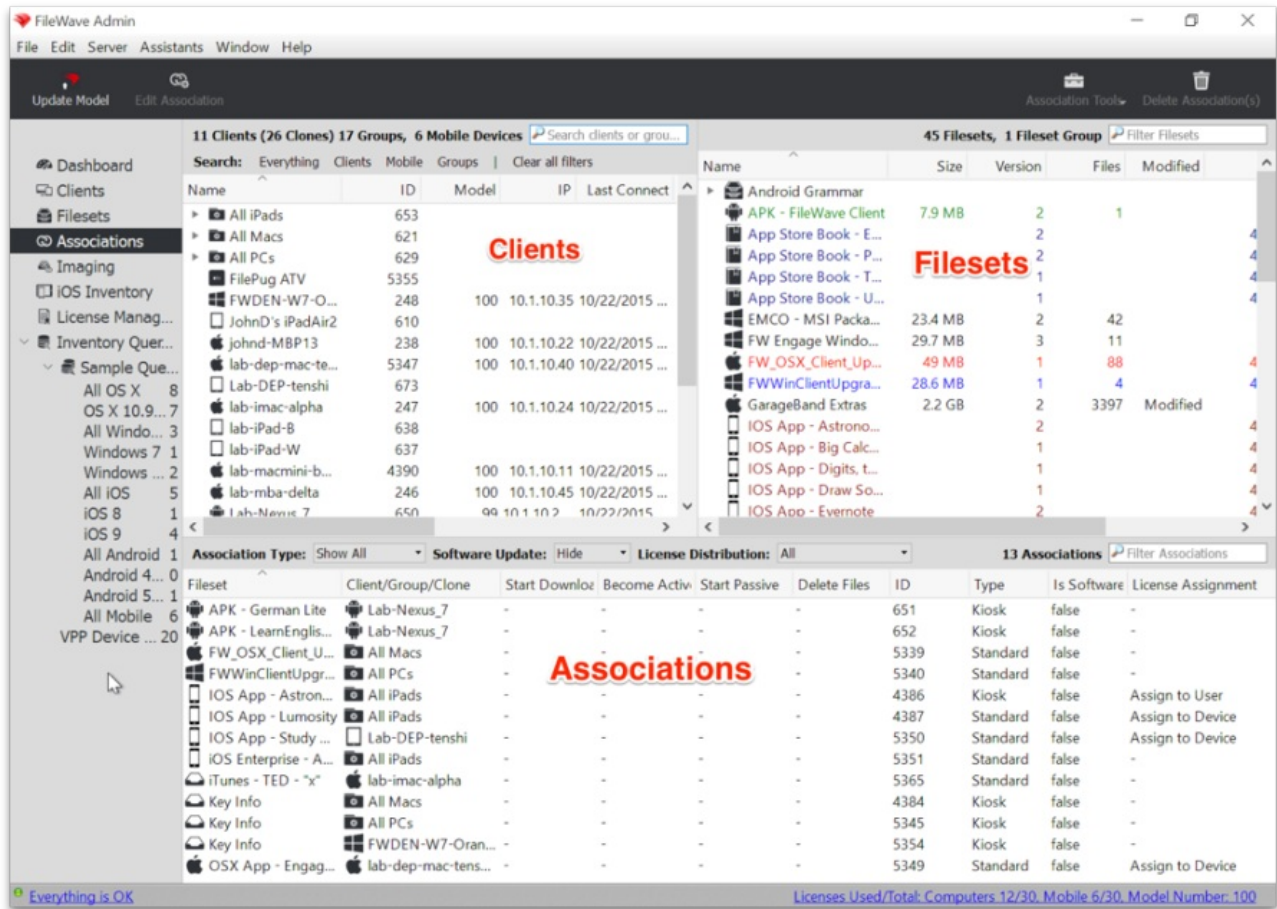 FileWave Admin
File Edit Server Assistants Window Help
Update Model Edit Association Association Tools Delete Association(s)
11 Clients (26 Clones) 17 Groups, 6 Mobile Devices Search clients or grou...
45 Filesets, 1 Fileset Group Filter Filesets
Dashboard
Clients
Filesets
Associations
Imaging
iOS Inventory
License Manag...
Inventory Quer...
Sample Que...
All OS X 8
OS X 10.9... 7
All Windo... 3
Windows 7 1
Windows ... 2
All iOS 5
iOS 8 1
iOS 9 4
All Android 1
Android 4... 0
Android 5... 1
All Mobile 6
VPP Device ... 20
Search: Everything Clients Mobile Groups | Clear all filters
Name ID Model IP Last Connect
All iPads 653
All Macs 621
All PCs 629
FilePug ATV 5355
FWDEN-W7-O... 248 100 10.1.10.35 10/22/2015 ...
JohnD's iPadAir2 610
johnd-MBP13 238 100 10.1.10.22 10/22/2015 ...
lab-dep-mac-te... 5347 100 10.1.10.40 10/22/2015 ...
Lab-DEP-tenshi 673
lab-imac-alpha 247 100 10.1.10.24 10/22/2015 ...
lab-iPad-B 638
lab-iPad-W 637
lab-macmini-b... 4390 100 10.1.10.11 10/22/2015 ...
lab-mba-delta 246 100 10.1.10.45 10/22/2015 ...
Lab-Nexus 7 650 99 10.1.10.2 10/22/2015
Clients
Name Size Version Files Modified
Android Grammar
APK - FileWave Client 7.9 MB 2 1
App Store Book - E... 2 4
App Store Book - P... 2 4
App Store Book - T... 1 4
App Store Book - U... 1 4
EMCO - MSI Packa... 23.4 MB 2 42
FW Engage Windo... 29.7 MB 3 11
FW_OSX_Client_Up... 49 MB 1 88 4
FWWinClientUpgra... 28.6 MB 1 4 4
GarageBand Extras 2.2 GB 2 3397 Modified
IOS App - Astrono... 2 4
IOS App - Big Calc... 1 4
IOS App - Digits, t... 1 4
IOS App - Draw So... 1 4
IOS App - Evernote 2 4
Filesets
Association Type: Show All Software Update: Hide License Distribution: All 13 Associations Filter Associations
Fileset Client/Group/Clone Start Downloa Become Activ Start Passive Delete Files ID Type Is Software License Assignment
APK - German Lite Lab-Nexus_7 - - - - 651 Kiosk false -
APK - LearnEnglis... Lab-Nexus_7 - - - - 652 Kiosk false -
FW_OSX_Client_U... All Macs - - - - 5339 Standard false -
FWWinClientUpgr... All PCs - - - - 5340 Standard false -
IOS App - Astron... All iPads - - - - 4386 Kiosk false Assign to User
IOS App - Lumosity All iPads - - - - 4387 Standard false Assign to Device
IOS App - Study ... Lab-DEP-tenshi - - - - 5350 Standard false Assign to Device
iOS Enterprise - A... All iPads - - - - 5351 Standard false -
iTunes - TED - "x" lab-imac-alpha - - - - 5365 Standard false -
Key Info All Macs - - - - 4384 Kiosk false -
Key Info All PCs - - - - 5345 Kiosk false -
Key Info FWDEN-W7-Oran... - - - - 5354 Kiosk false -
OSX App - Engag... lab-dep-mac-tens... - - - - 5349 Standard false Assign to Device
Associations
Everything is OK Licenses Used/Total: Computers 12/30, Mobile 6/30, Model Number: 100